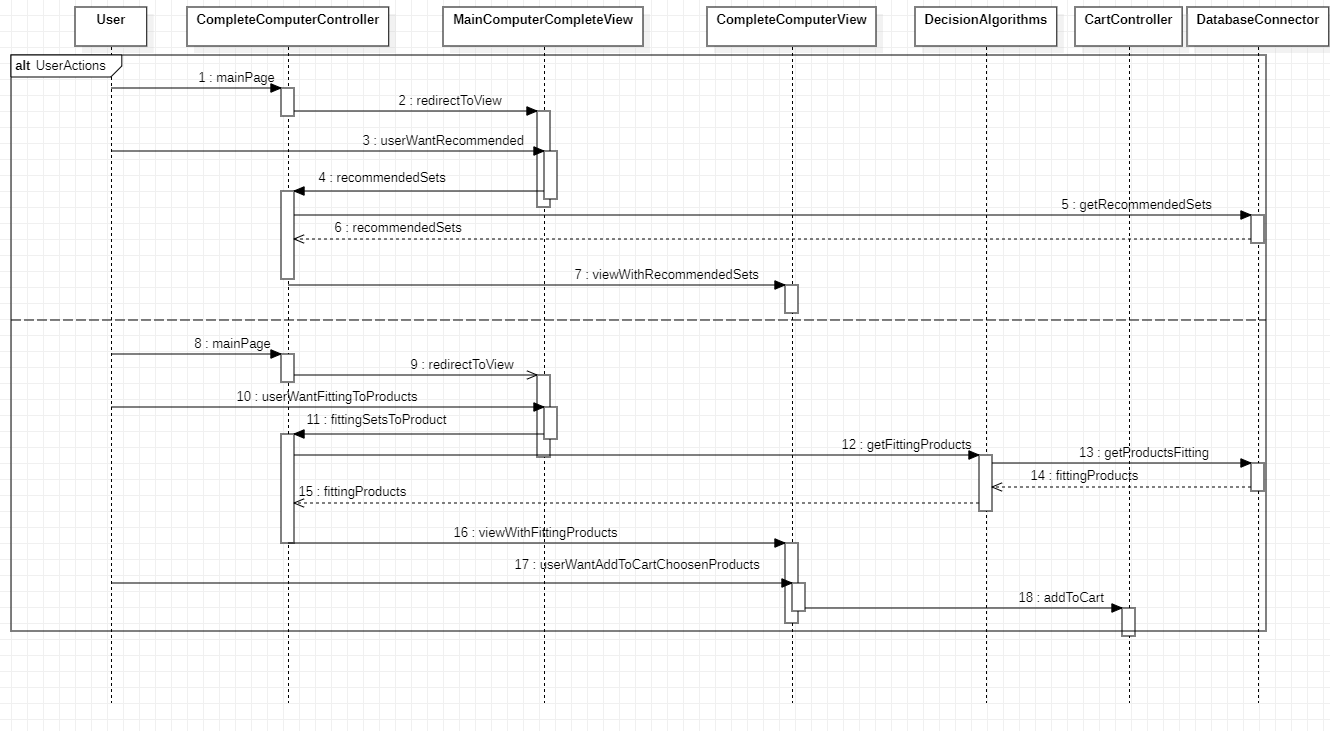 User
CompleteComputerController
MainComputerCompleteView
CompleteComputerView
DecisionAlgorithms
CartController
DatabaseConnector
alt UserActions
1 : mainPage
2 : redirectToView
3 : userWantRecommended
4 : recommendedSets
5 : getRecommendedSets
6 : recommendedSets
7 : viewWithRecommendedSets
8 : mainPage
9 : redirectToView
10 : userWantFittingToProducts
11 : fittingSetsToProduct
12 : getFittingProducts
13 : getProductsFitting
14 : fittingProducts
15 : fittingProducts
16 : viewWithFittingProducts
17 : userWantAddToCartChoosenProducts
18 : addToCart